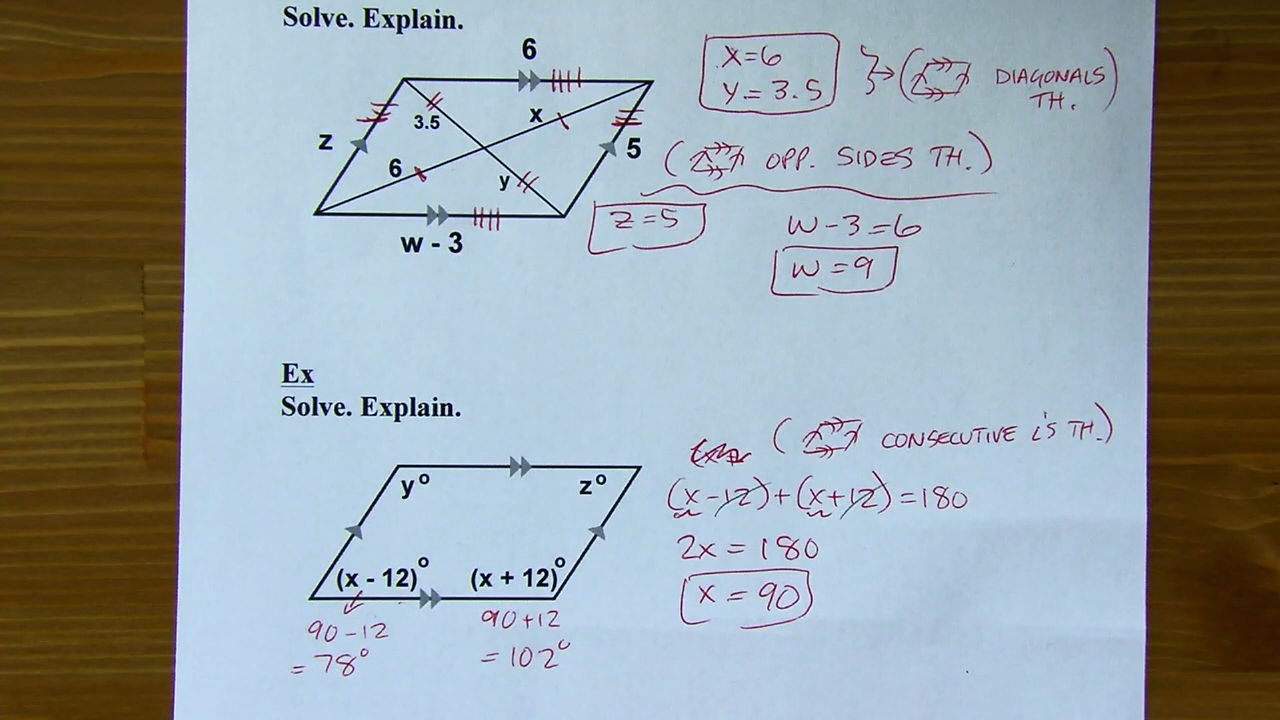 Solve. Explain.
6
3.5
x
z
5
6
y
w - 3
x=6
y=3.5
( DIAGONALS
TH. )
( OPP. SIDES TH. )
z=5
w-3=6
w=9
Ex
Solve. Explain.
y°
z°
(x - 12)°
(x + 12)°
90-12
=78°
90+12
=102°
( CONSECUTIVE ∠'S TH. )
(x-12)+(x+12)=180
2x=180
x=90